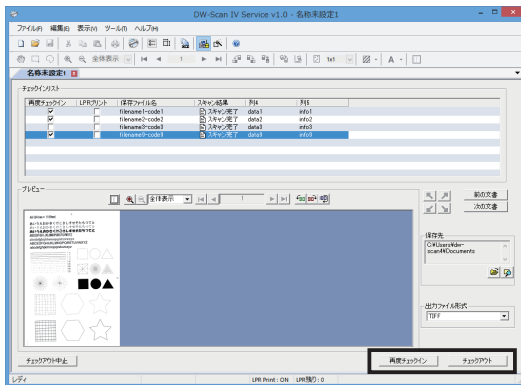 DW-Scan IV Service v1.0 - 名称未設定1
ファイル(F) 編集(E) 表示(V) ツール(T) ヘルプ(H)
全体表示 1 1x1 A
名称未設定1
チェックインリスト
再度チェックイン LPRプリント 保存ファイル名 スキャン結果 列4 列5
filename1-code1 スキャン完了 data1 info1
filename2-code2 スキャン完了 data2 info2
filename3-code3 スキャン完了 data3 info3
filename9-code9 スキャン完了 data9 info9
プレビュー
全体表示 1
前の文書
次の文書
保存先
C:¥Users¥dw-scan4¥Documents
出力ファイル形式
TIFF
チェックアウト中止 再度チェックイン チェックアウト
レディ LPR Print : ON LPR残り : 0